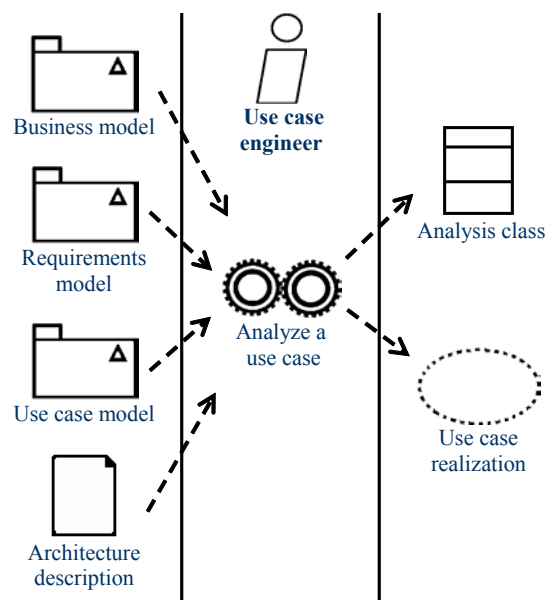 Business model
Requirements
model
Use case model
Architecture
description
Use case
engineer
Analyze a
use case
Analysis class
Use case
realization